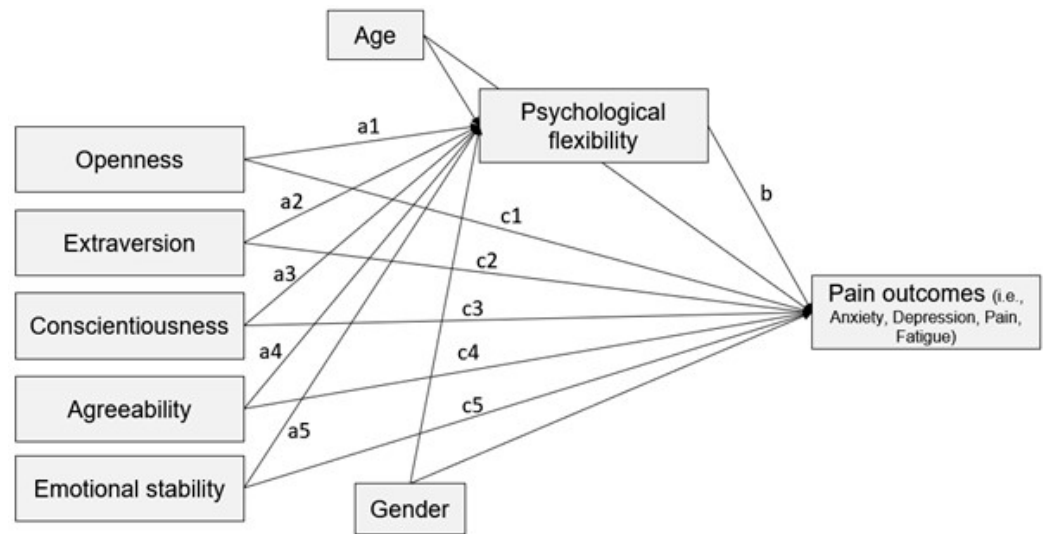 Age
Psychological
flexibility
Openness
a1
a2
c1
b
Extraversion
a3
c2
Pain outcomes (i.e.,
Anxiety, Depression, Pain,
Fatigue)
Conscientiousness
c3
a4
c4
Agreeability
c5
a5
Emotional stability
Gender